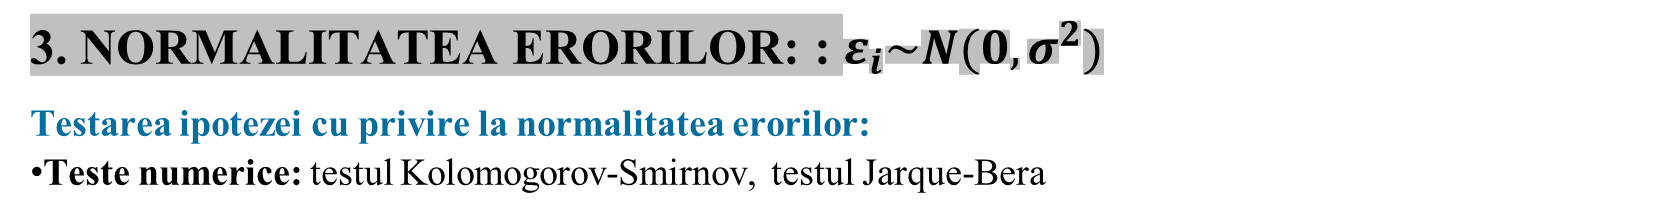 3. NORMALITATEA ERORILOR: : 𝜺ᵢ~𝑵(𝟎, 𝝈²)
Testarea ipotezei cu privire la normalitatea erorilor:
•Teste numerice: testul Kolomogorov-Smirnov, testul Jarque-Bera